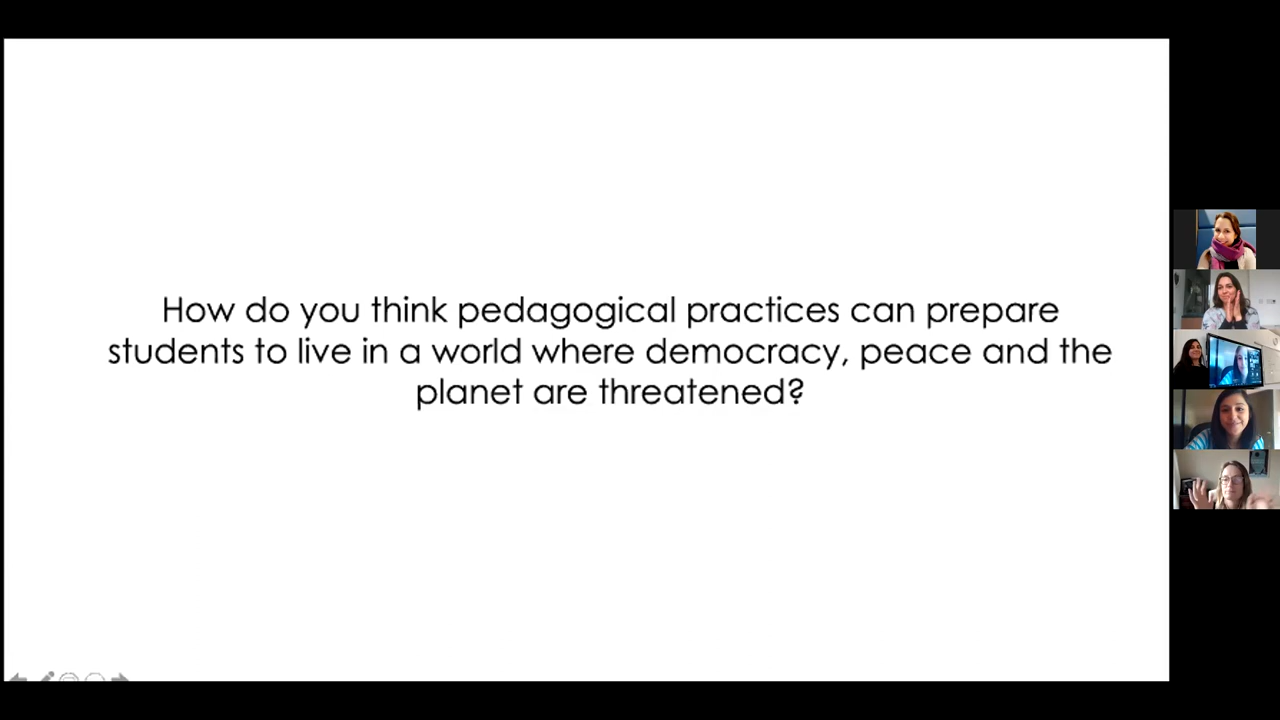 How do you think pedagogical practices can prepare
students to live in a world where democracy, peace and the
planet are threatened?